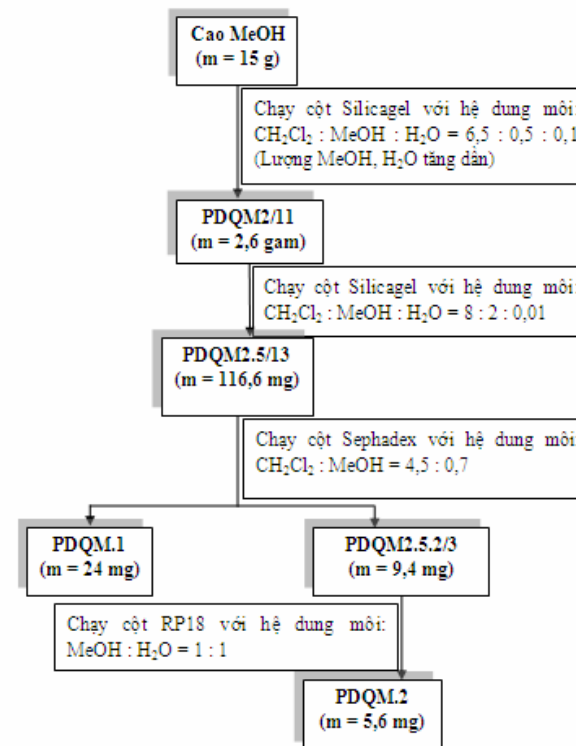 Cao MeOH
(m = 15 g)
Chạy cột Silicagel với hệ dung môi:
CH₂Cl₂ : MeOH : H₂O = 6,5 : 0,5 : 0,1
(Lượng MeOH, H₂O tăng dần)
PDQM2/11
(m = 2,6 gam)
Chạy cột Silicagel với hệ dung môi:
CH₂Cl₂ : MeOH : H₂O = 8 : 2 : 0,01
PDQM2.5/13
(m = 116,6 mg)
Chạy cột Sephadex với hệ dung môi:
CH₂Cl₂ : MeOH = 4,5 : 0,7
PDQM.1
(m = 24 mg)
PDQM2.5.2/3
(m = 9,4 mg)
Chạy cột RP18 với hệ dung môi:
MeOH : H₂O = 1 : 1
PDQM.2
(m = 5,6 mg)